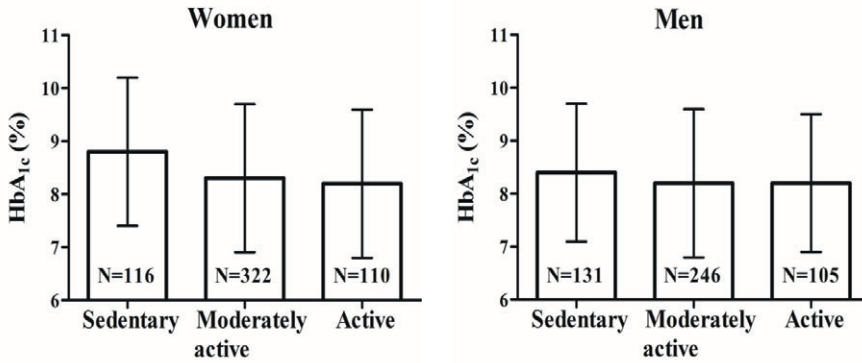 Women
HbA1c (%)
11
10
9
8
7
6
N=116 N=322 N=110
Sedentary Moderately active Active
Men
HbA1c (%)
11
10
9
8
7
6
N=131 N=246 N=105
Sedentary Moderately active Active